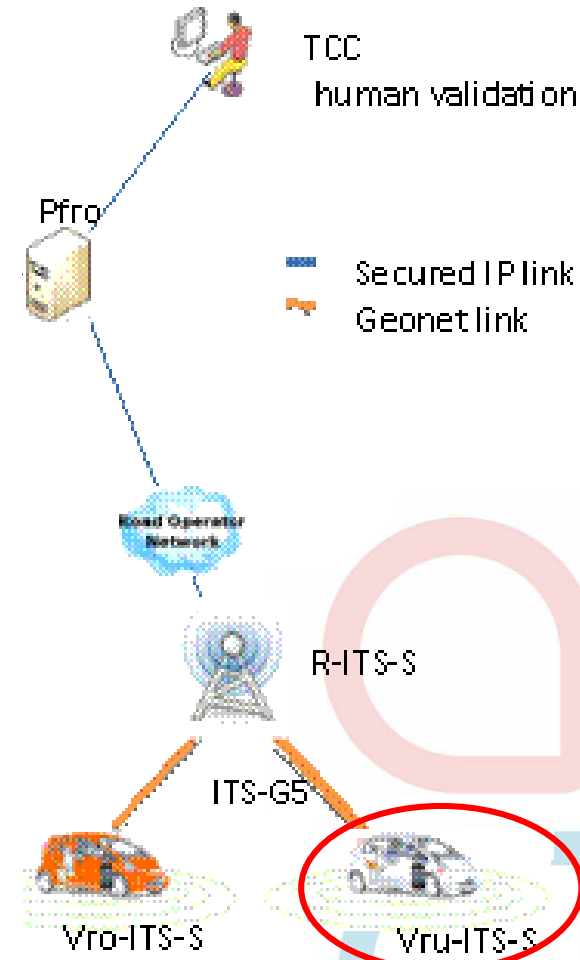 TCC
human validation
Pfro
Secured IP link
Geonet link
Road Operator
Network
R-ITS-S
ITS-G5
Vro-ITS-S
Vru-ITS-S